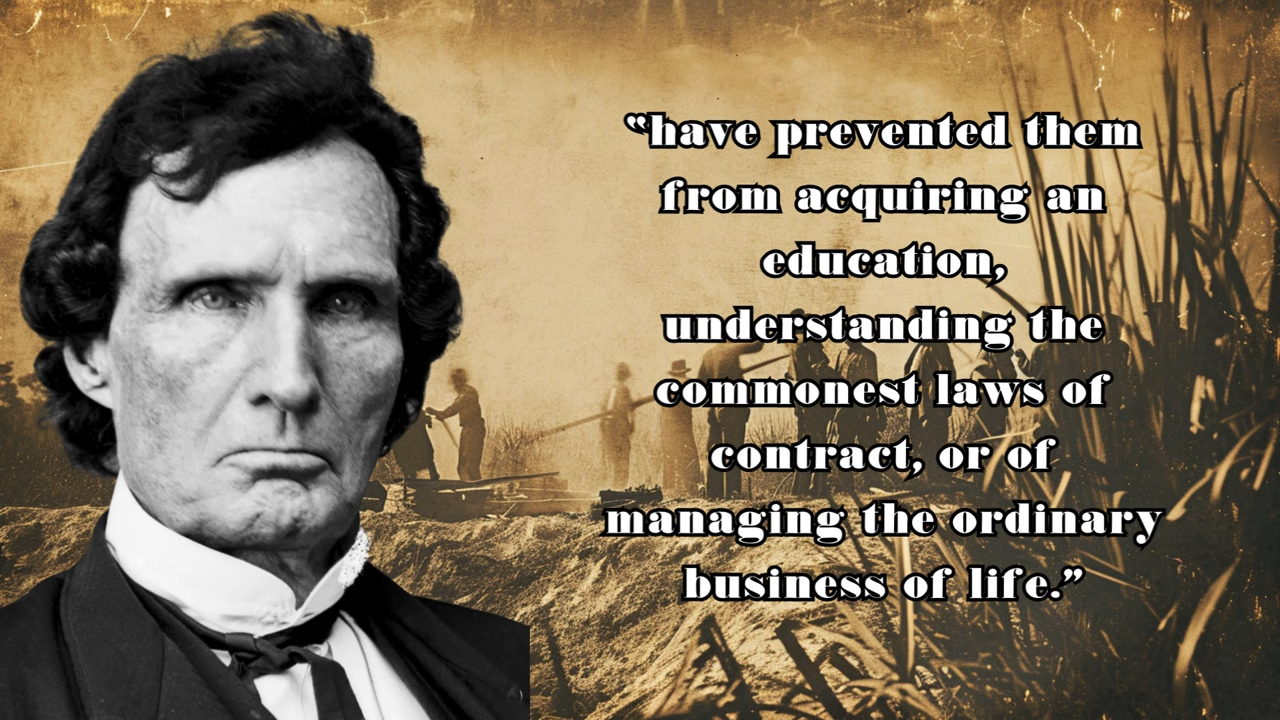 “have prevented them
from acquiring an
education,
understanding the
commonest laws of
contract, or of
managing the ordinary
business of life.”